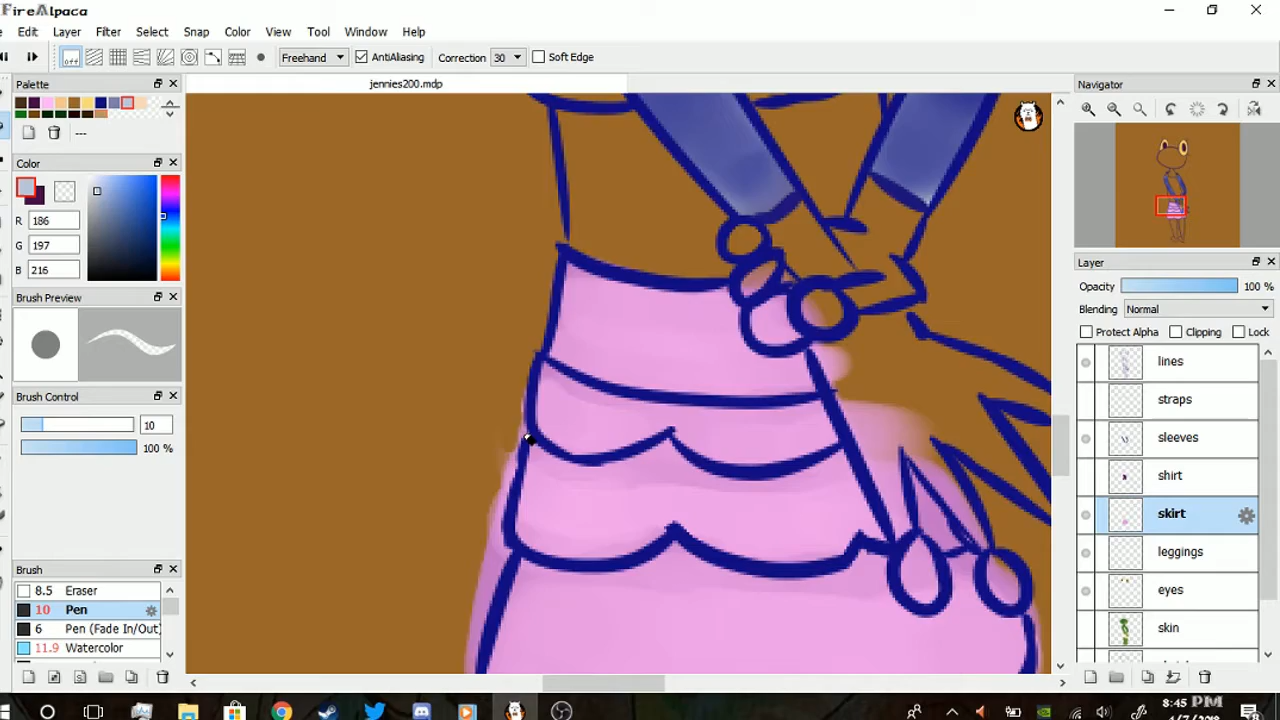 FireAlpaca
Edit Layer Filter Select Snap Color View Tool Window Help
off Freehand AntiAliasing Correction 30 Soft Edge
Palette
jennies200.mdp
Navigator
---
Color
R 186
G 197
B 216
Layer
Opacity 100 %
Brush Preview
Blending Normal
Protect Alpha Clipping Lock
lines
straps
Brush Control
10
100 %
sleeves
shirt
skirt
leggings
Brush
8.5 Eraser
10 Pen
6 Pen (Fade In/Out)
11.9 Watercolor
eyes
skin
8:45 PM